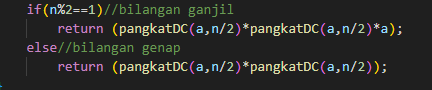 if(n%2==1)//bilangan ganjil
return (pangkatDC(a,n/2)*pangkatDC(a,n/2)*a);
else//bilangan genap
return (pangkatDC(a,n/2)*pangkatDC(a,n/2));